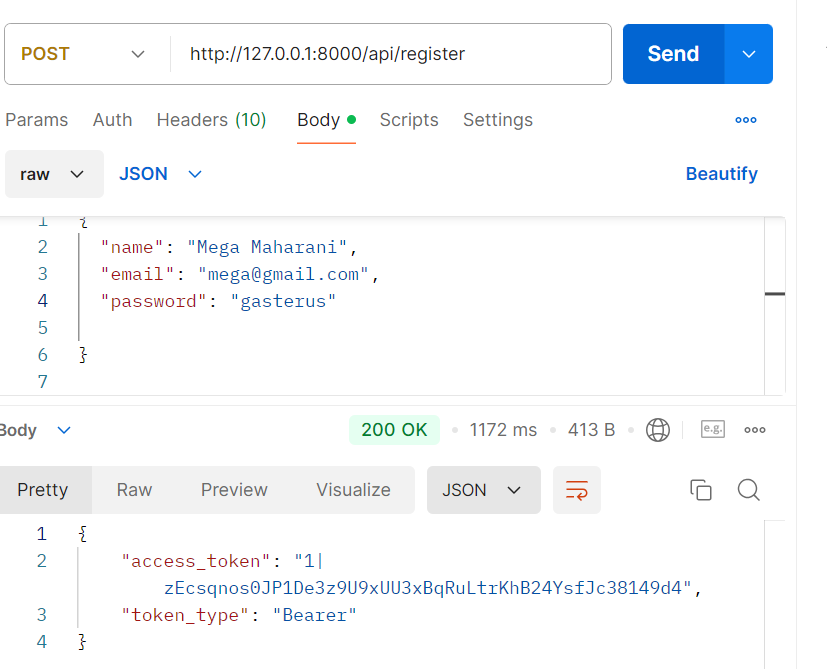 POST http://127.0.0.1:8000/api/register Send
Params Auth Headers (10) Body Scripts Settings
raw JSON Beautify
1 {
2 "name": "Mega Maharani",
3 "email": "mega@gmail.com",
4 "password": "gasterus"
5
6 }
7
Body 200 OK 1172 ms 413 B e.g.
Pretty Raw Preview Visualize JSON
1 {
2 "access_token": "1|
zEcsqnos0JP1De3z9U9xUU3xBqRuLtrKhB24YsfJc38149d4",
3 "token_type": "Bearer"
4 }